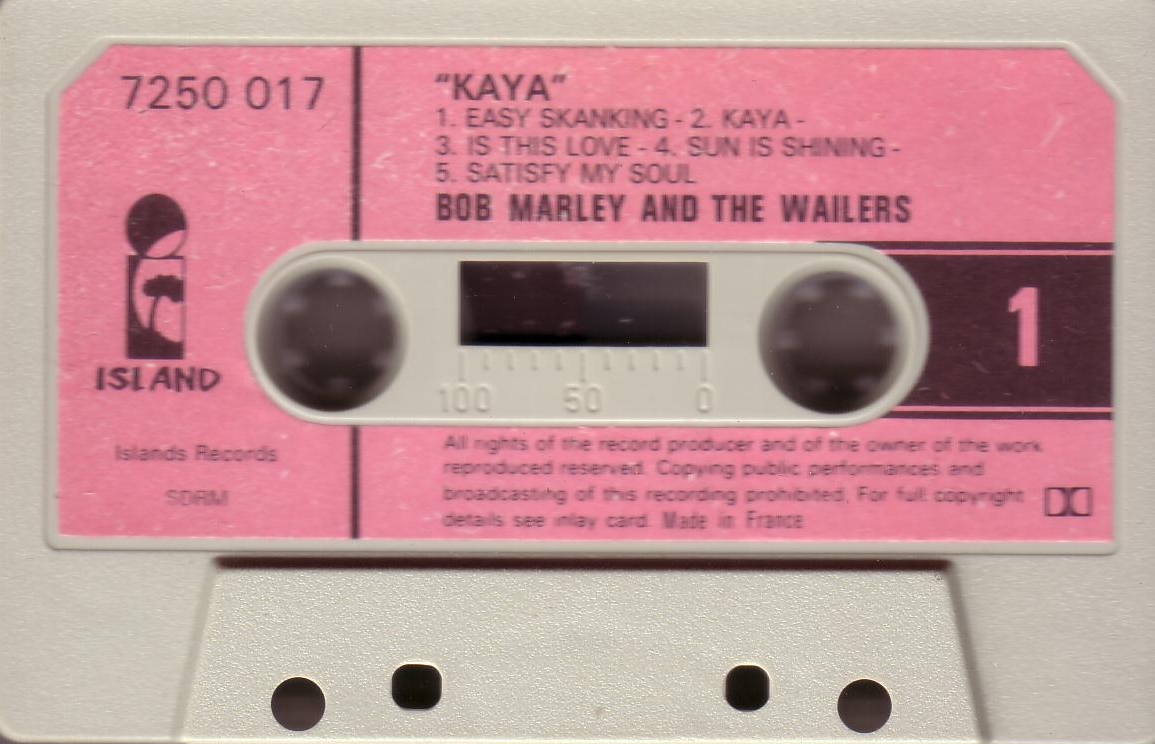 7250 017
"KAYA"
1. EASY SKANKING - 2. KAYA -
3. IS THIS LOVE - 4. SUN IS SHINING -
5. SATISFY MY SOUL
BOB MARLEY AND THE WAILERS
1
ISLAND
100 50 0
Islands Records
SDRM
All rights of the record producer and of the owner of the work
reproduced reserved. Copying public performances and
broadcasting of this recording prohibited, For full copyright
details see inlay card. Made in France